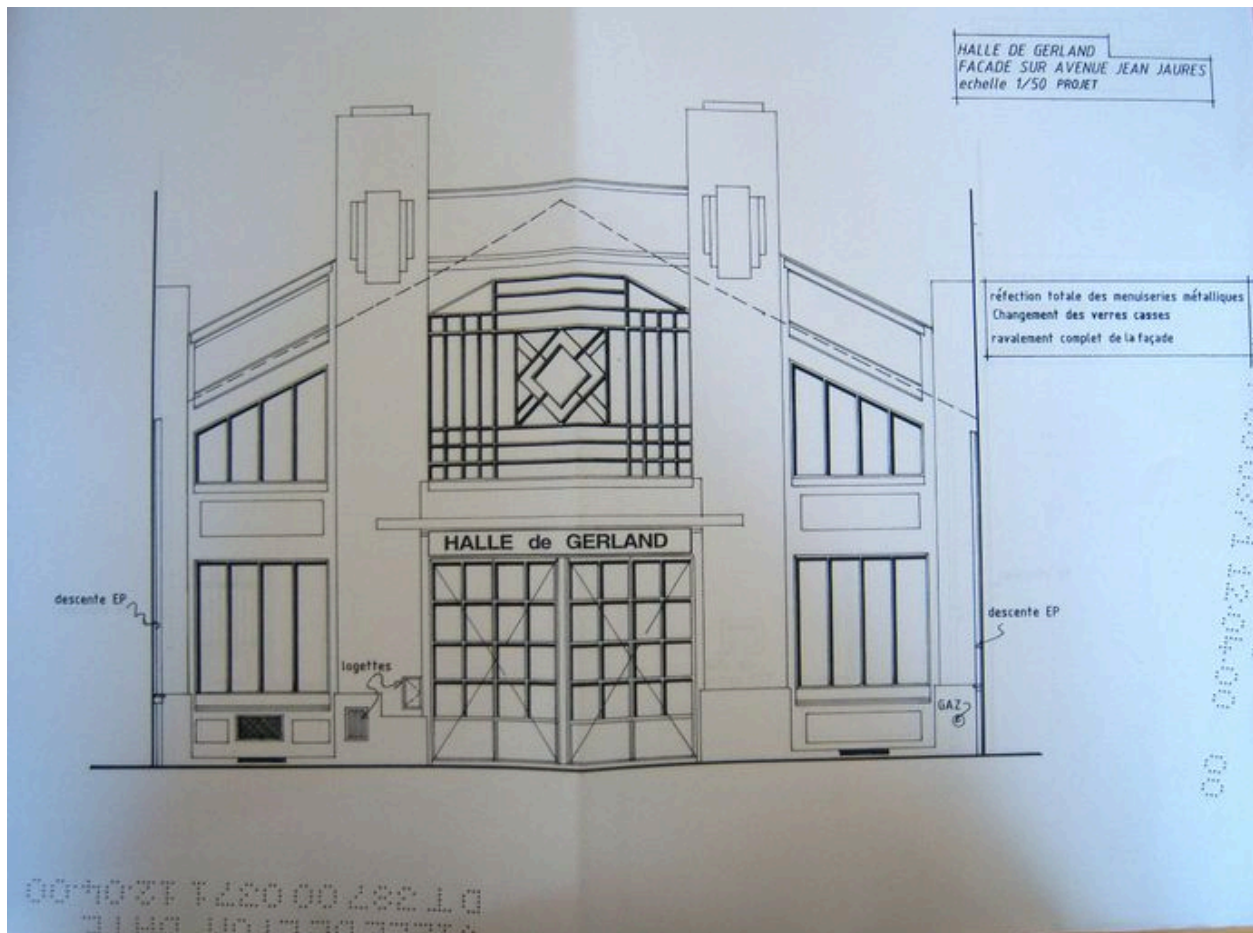 HALLE DE GERLAND
FACADE SUR AVENUE JEAN JAURES
echelle 1/50 PROJET
réfection totale des menuiseries métalliques
Changement des verres casses
ravalement complet de la façade
HALLE de GERLAND
descente EP
descente EP
logettes
GAZ